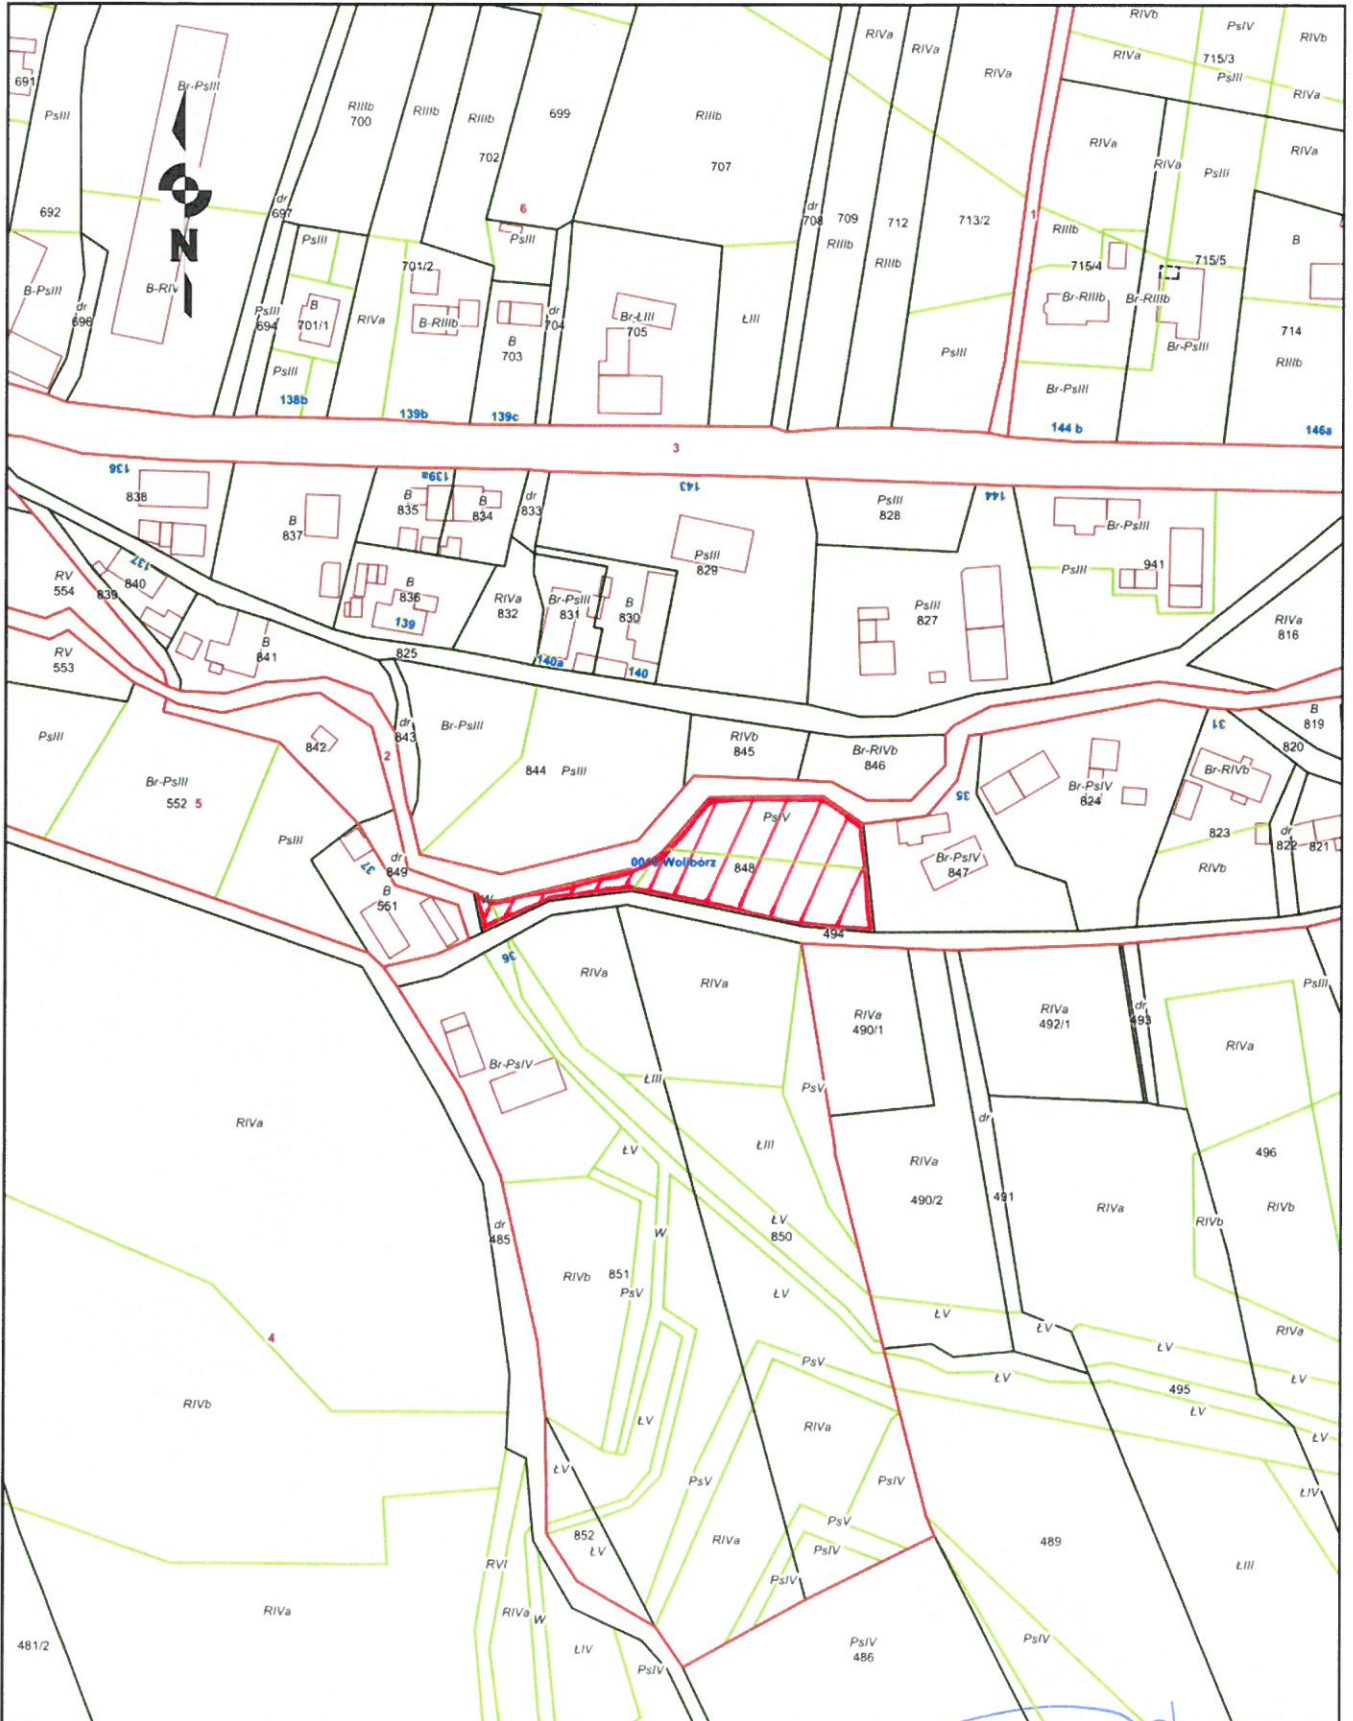 RIVb
PsIV
RIVb
RIVa
RIVa
RIVa
RIVa
715/3
PsIII
RIVa
691
PsIII
Br-PsIII
RIIIb
700
RIIIb
RIIIb
702
699
RIIIb
707
RIVa
RIVa
RIVa
PsIII
692
dr
697
6
dr
708
709
712
713/2
1
N
PsIII
701/2
PsIII
RIIIb
RIIIb
RIIIb
715/4
715/5
B
B-PsIII
B-RIV
dr
696
PsIII
694
B
701/1
RIVa
B-RIIIb
B
703
dr
704
Br-ŁIII
705
ŁIII
PsIII
Br-RIIIb
Br-RIIIb
Br-PsIII
714
RIIIb
PsIII
138b
139b
139c
Br-PsIII
144 b
146a
3
136
838
B
837
B
835
139a
B
834
dr
833
143
PsIII
828
144
Br-PsIII
PsIII
829
RV
554
839
840
137
B
836
139
RIVa
832
Br-PsIII
831
B
830
PsIII
827
PsIII
941
RIVa
816
RV
553
B
841
825
140a
140
PsIII
842
dr
843
Br-PsIII
RIVb
845
Br-RIVb
846
31
B
819
820
2
844
PsIII
Br-PsIII
552
5
35
Br-PsIV
824
Br-RIVb
PsIII
PsIV
823
dr
822
821
37
dr
849
0018 Wolibórz
848
Br-PsIV
847
RIVb
B
551
W
494
36
RIVa
RIVa
RIVa
490/1
RIVa
492/1
dr
493
PsIII
RIVa
Br-PsIV
ŁIII
PsV
RIVa
dr
ŁV
ŁIII
RIVa
490/2
491
RIVa
496
RIVb
RIVb
dr
485
W
ŁV
850
RIVb
851
PsV
ŁV
ŁV
ŁV
ŁV
RIVa
4
RIVb
PsV
ŁV
495
ŁV
ŁV
ŁV
ŁV
RIVa
ŁV
PsV
PsIV
ŁIV
PsV
852
ŁV
RIVa
PsIV
PsIV
489
ŁIII
RVI
RIVa
RIVa
W
ŁIV
PsIV
PsIV
486
PsIV
481/2